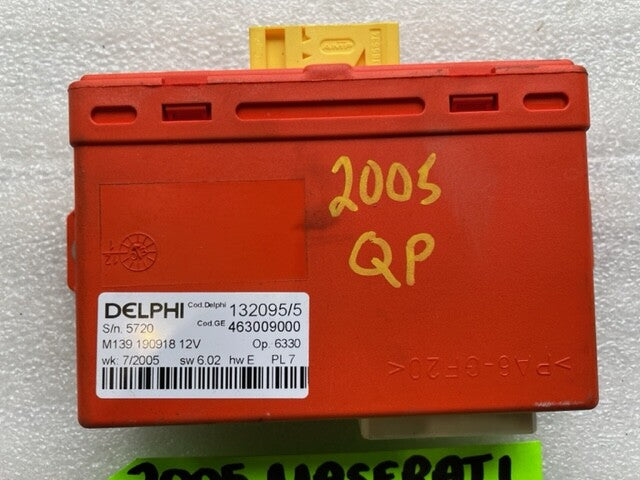 AMP
2005
QP
DELPHI Cod.Delphi 132095/5
S/n. 5720 Cod.GE 463009000
M139 190918 12V Op. 6330
wk: 7/2005 sw 6.02 hw E PL 7
>PA6-GF20<
2005 MASERATI